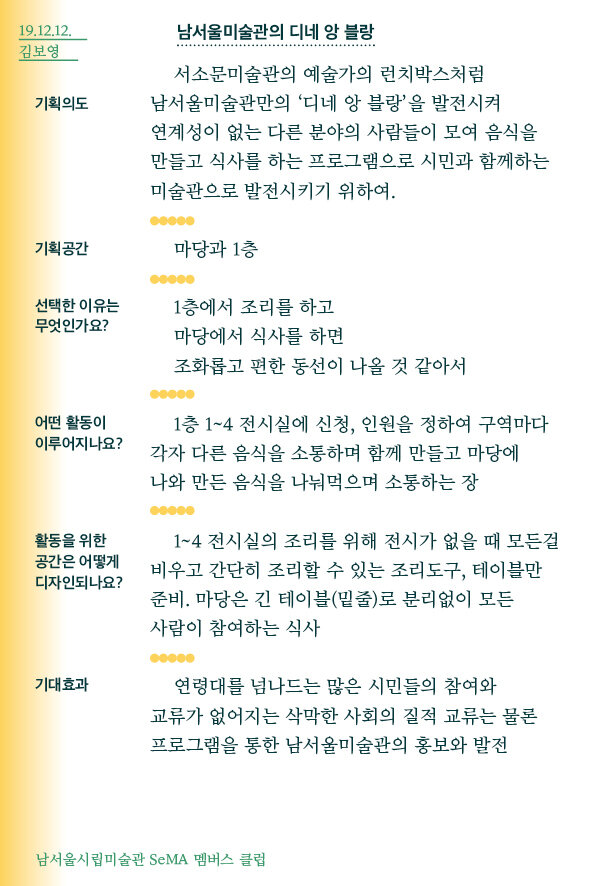 19.12.12.
김보영
남서울미술관의 디네 앙 블랑
기획의도
서소문미술관의 예술가의 런치박스처럼
남서울미술관만의 ‘디네 앙 블랑’을 발전시켜
연계성이 없는 다른 분야의 사람들이 모여 음식을
만들고 식사를 하는 프로그램으로 시민과 함께하는
미술관으로 발전시키기 위하여.
기획공간
마당과 1층
선택한 이유는
무엇인가요?
1층에서 조리를 하고
마당에서 식사를 하면
조화롭고 편한 동선이 나올 것 같아서
어떤 활동이
이루어지나요?
1층 1~4 전시실에 신청, 인원을 정하여 구역마다
각자 다른 음식을 소통하며 함께 만들고 마당에
나와 만든 음식을 나눠먹으며 소통하는 장
활동을 위한
공간은 어떻게
디자인되나요?
1~4 전시실의 조리를 위해 전시가 없을 때 모든걸
비우고 간단히 조리할 수 있는 조리도구, 테이블만
준비. 마당은 긴 테이블(밑줄)로 분리없이 모든
사람이 참여하는 식사
기대효과
연령대를 넘나드는 많은 시민들의 참여와
교류가 없어지는 삭막한 사회의 질적 교류는 물론
프로그램을 통한 남서울미술관의 홍보와 발전
남서울시립미술관 SeMA 멤버스 클럽